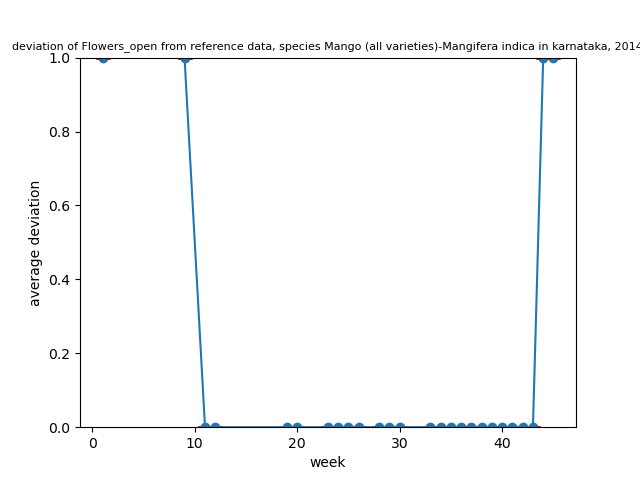 deviation of Flowers_open from reference data, species Mango (all varieties)-Mangifera indica in karnataka, 2014
1.0
0.8
0.6
0.4
0.2
0.0
average deviation
0 10 20 30 40
week